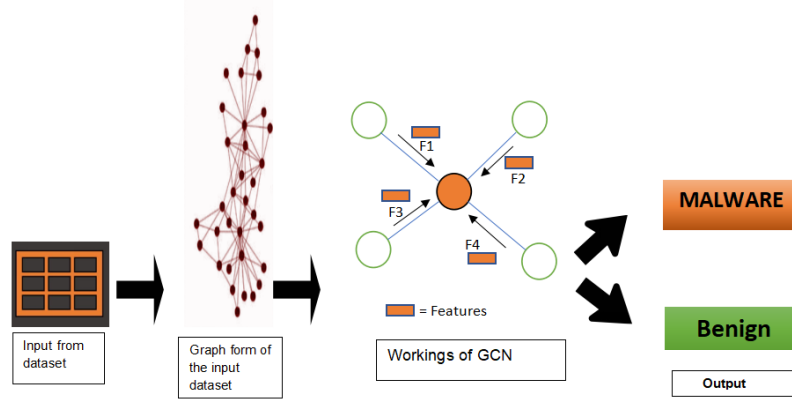 F1
F2
F3
F4
= Features
MALWARE
Benign
Input from
dataset
Graph form of
the input
dataset
Workings of GCN
Output